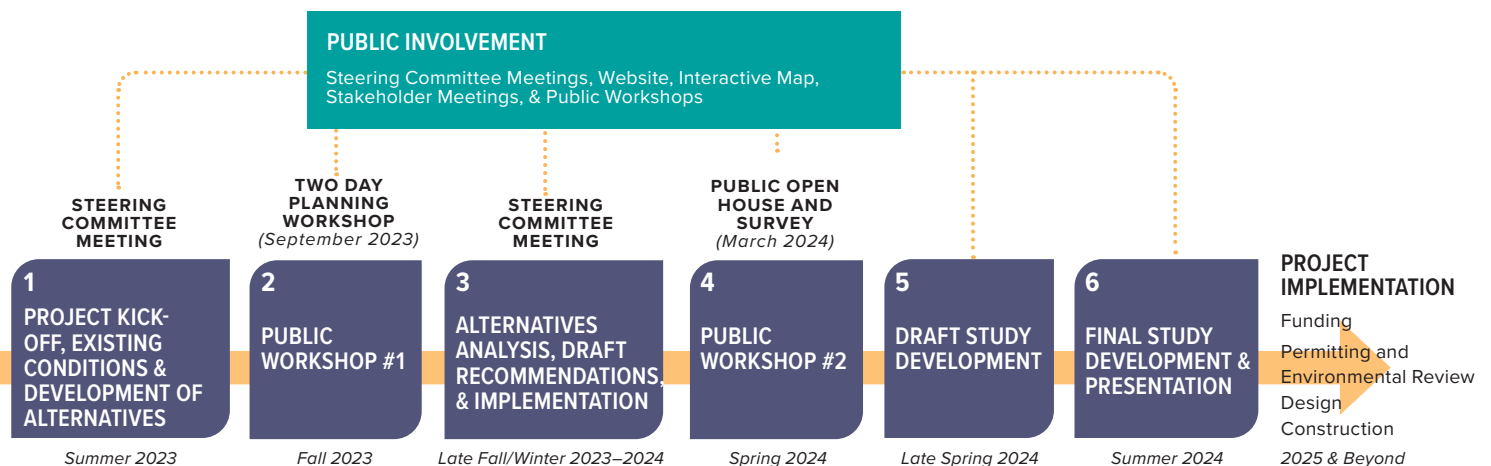 PUBLIC INVOLVEMENT
Steering Committee Meetings, Website, Interactive Map,
Stakeholder Meetings, & Public Workshops
STEERING
COMMITTEE
MEETING
1
PROJECT KICK-
OFF, EXISTING
CONDITIONS &
DEVELOPMENT OF
ALTERNATIVES
Summer 2023
TWO DAY
PLANNING
WORKSHOP
(September 2023)
2
PUBLIC
WORKSHOP #1
Fall 2023
STEERING
COMMITTEE
MEETING
3
ALTERNATIVES
ANALYSIS, DRAFT
RECOMMENDATIONS,
& IMPLEMENTATION
Late Fall/Winter 2023–2024
PUBLIC OPEN
HOUSE AND
SURVEY
(March 2024)
4
PUBLIC
WORKSHOP #2
Spring 2024
5
DRAFT STUDY
DEVELOPMENT
Late Spring 2024
6
FINAL STUDY
DEVELOPMENT &
PRESENTATION
Summer 2024
PROJECT
IMPLEMENTATION
Funding
Permitting and
Environmental Review
Design
Construction
2025 & Beyond